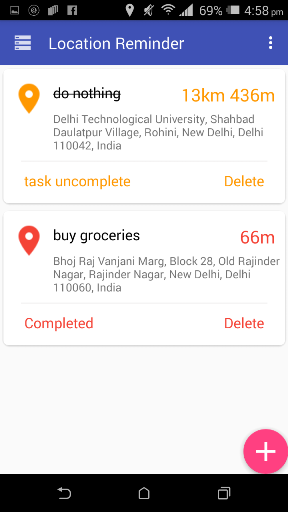 69% 4:58 pm
Location Reminder
do nothing 13km 436m
Delhi Technological University, Shahbad
Daulatpur Village, Rohini, New Delhi, Delhi
110042, India
task uncomplete Delete
buy groceries 66m
Bhoj Raj Vanjani Marg, Block 28, Old Rajinder
Nagar, Rajinder Nagar, New Delhi, Delhi
110060, India
Completed Delete